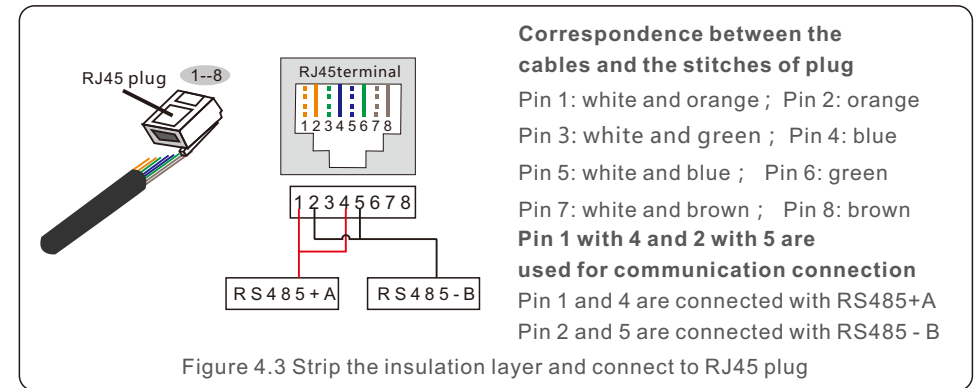 RJ45 plug
1--8
RJ45terminal
12345678
12345678
RS485+A
RS485-B
Correspondence between the
cables and the stitches of plug
Pin 1: white and orange ; Pin 2: orange
Pin 3: white and green ; Pin 4: blue
Pin 5: white and blue ; Pin 6: green
Pin 7: white and brown ; Pin 8: brown
Pin 1 with 4 and 2 with 5 are
used for communication connection
Pin 1 and 4 are connected with RS485+A
Pin 2 and 5 are connected with RS485 - B
Figure 4.3 Strip the insulation layer and connect to RJ45 plug